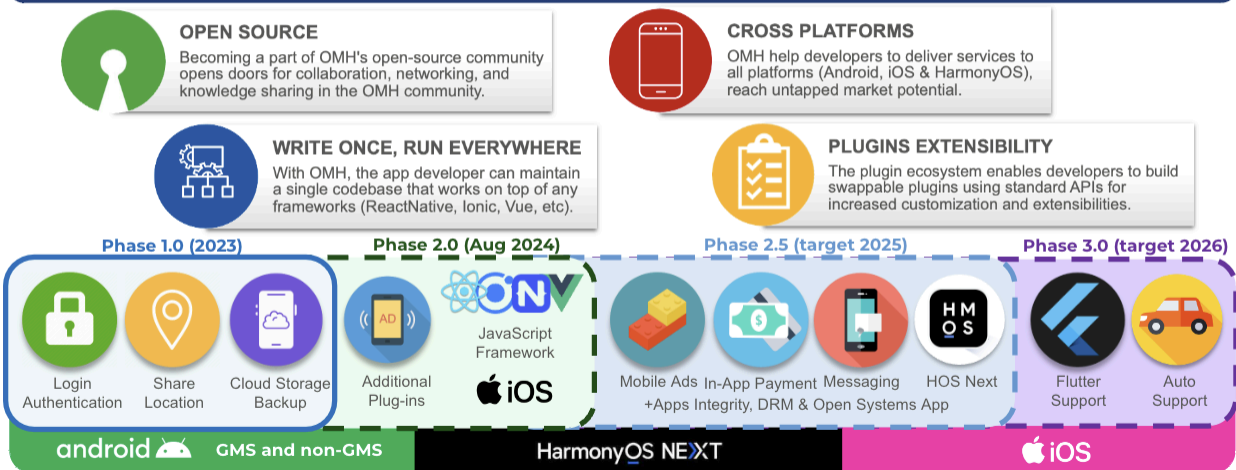 OPEN SOURCE
Becoming a part of OMH's open-source community
opens doors for collaboration, networking, and
knowledge sharing in the OMH community.
CROSS PLATFORMS
OMH help developers to deliver services to
all platforms (Android, iOS & HarmonyOS),
reach untapped market potential.
WRITE ONCE, RUN EVERYWHERE
With OMH, the app developer can maintain
a single codebase that works on top of any
frameworks (ReactNative, Ionic, Vue, etc).
PLUGINS EXTENSIBILITY
The plugin ecosystem enables developers to build
swappable plugins using standard APIs for
increased customization and extensibilities.
Phase 1.0 (2023)
Phase 2.0 (Aug 2024)
Phase 2.5 (target 2025)
Phase 3.0 (target 2026)
Login
Authentication
Share
Location
Cloud Storage
Backup
AD
Additional
Plug-ins
N
JavaScript
Framework
iOS
Mobile Ads
$
In-App Payment
Messaging
HM
OS
HOS Next
+Apps Integrity, DRM & Open Systems App
Flutter
Support
Auto
Support
android
GMS and non-GMS
HarmonyOS NEXT
iOS